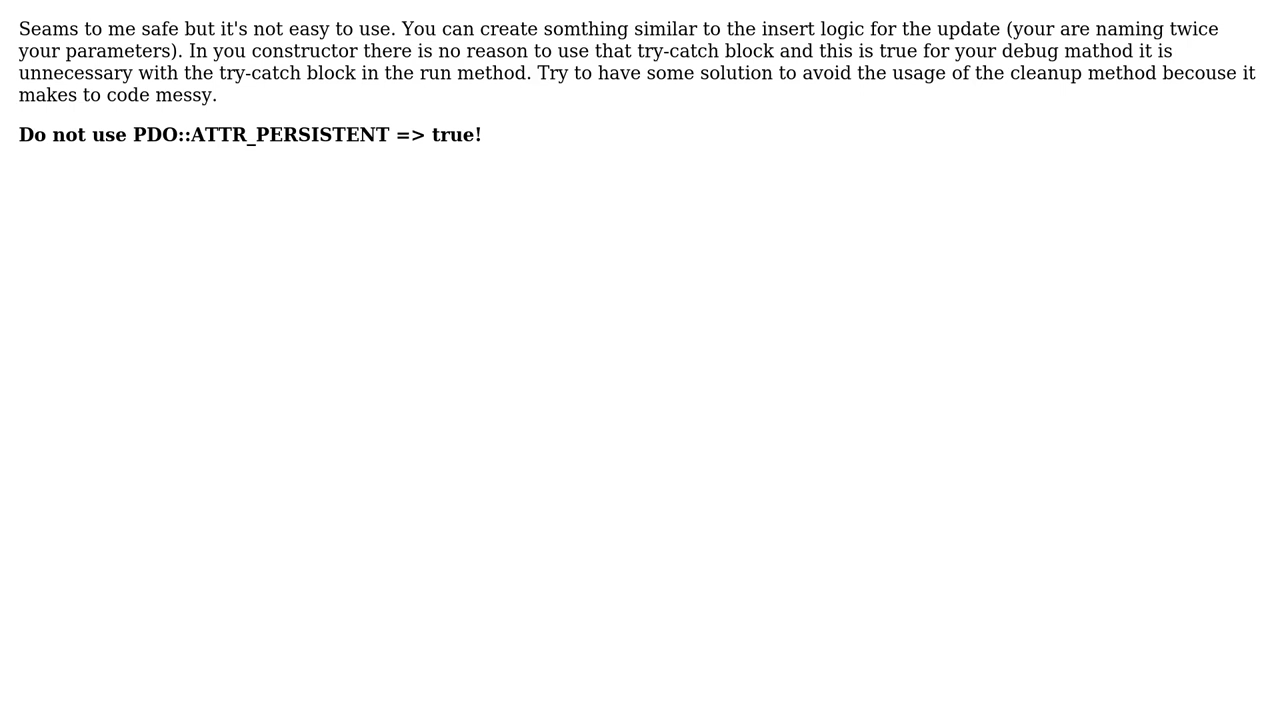 Seams to me safe but it's not easy to use. You can create somthing similar to the insert logic for the update (your are naming twice
your parameters). In you constructor there is no reason to use that try-catch block and this is true for your debug mathod it is
unnecessary with the try-catch block in the run method. Try to have some solution to avoid the usage of the cleanup method becouse it
makes to code messy.
Do not use PDO::ATTR_PERSISTENT => true!